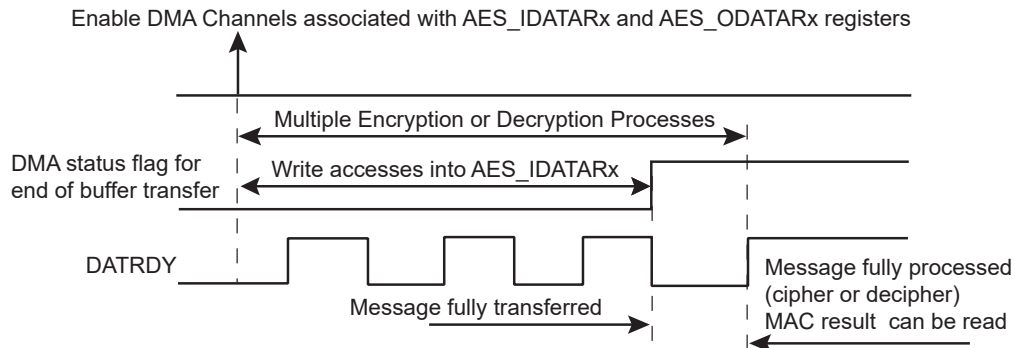 Enable DMA Channels associated with AES_IDATARx and AES_ODATARx registers
Multiple Encryption or Decryption Processes
DMA status flag for
end of buffer transfer
Write accesses into AES_IDATARx
DATRDY
Message fully transferred
Message fully processed
(cipher or decipher)
MAC result can be read